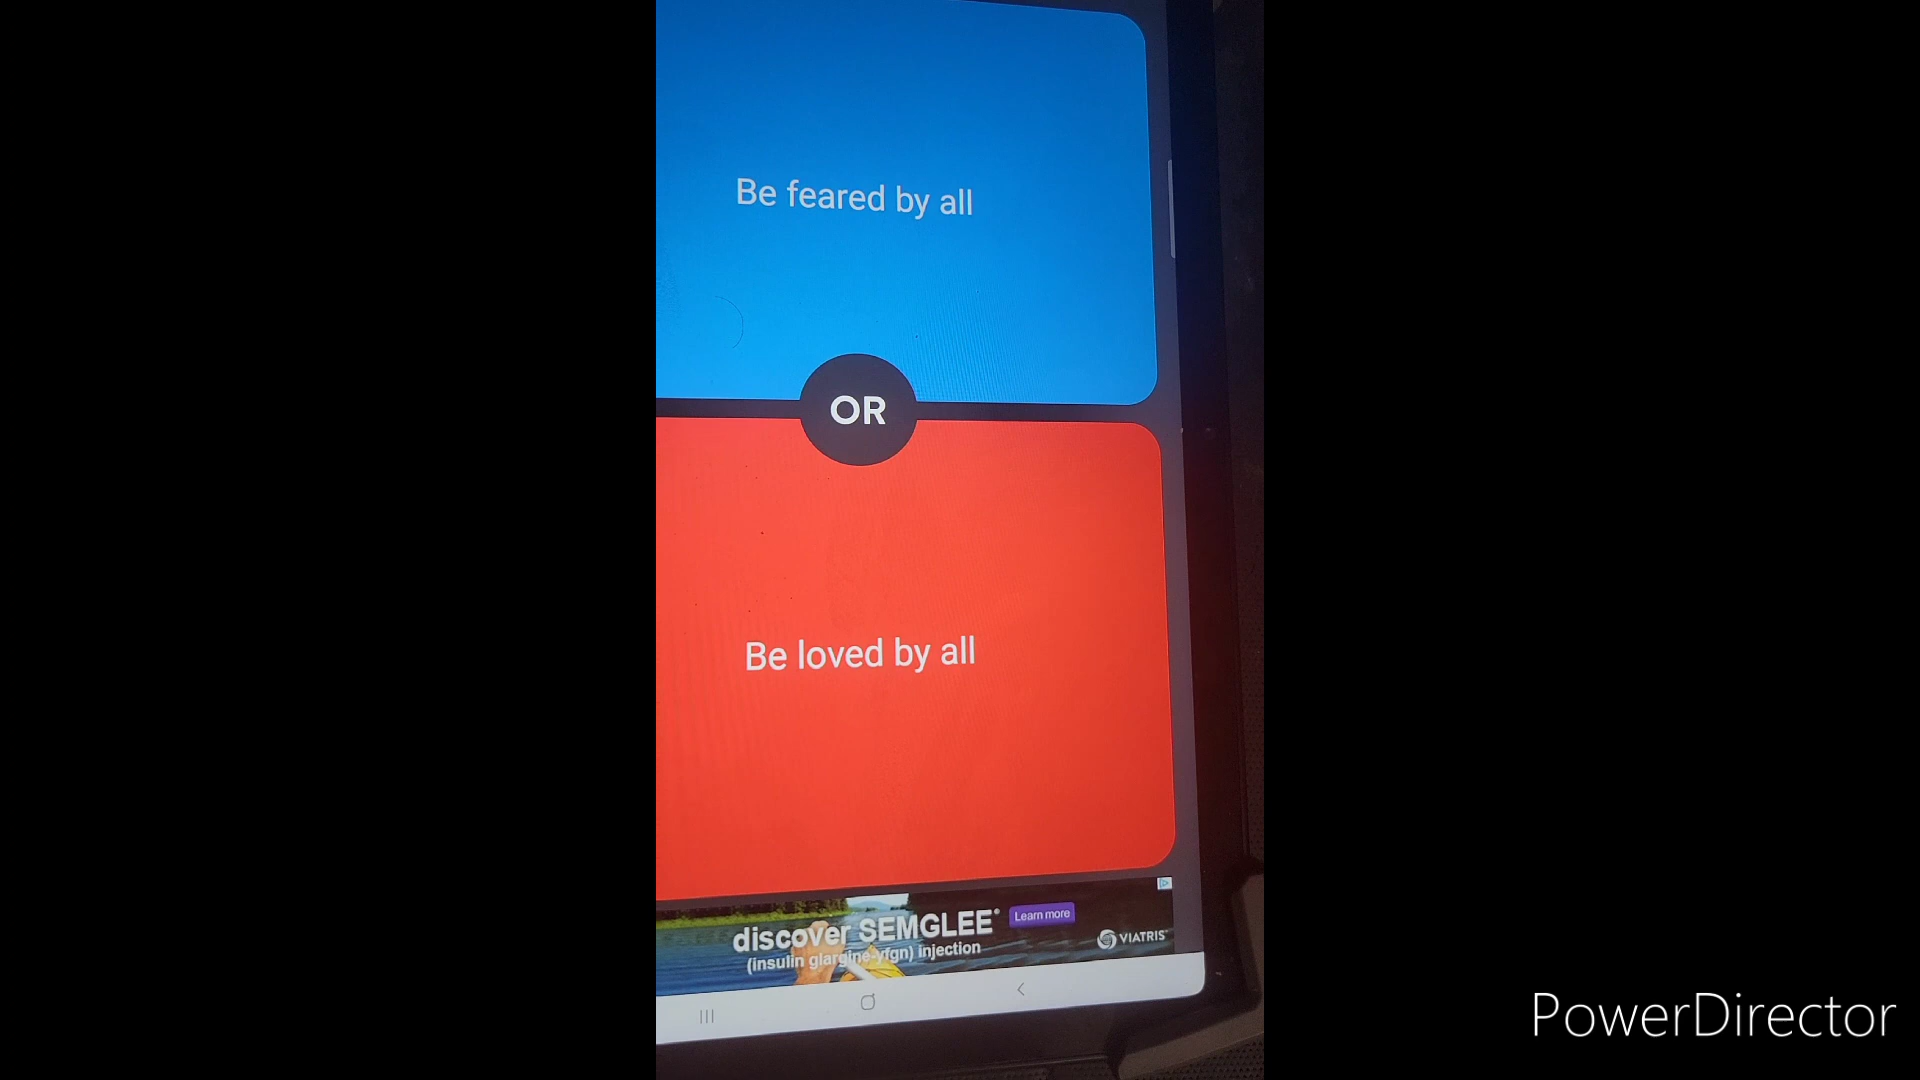 Be feared by all
OR
Be loved by all
discover SEMGLEE®
(insulin glargine-yfgn) injection
Learn more
VIATRIS
PowerDirector